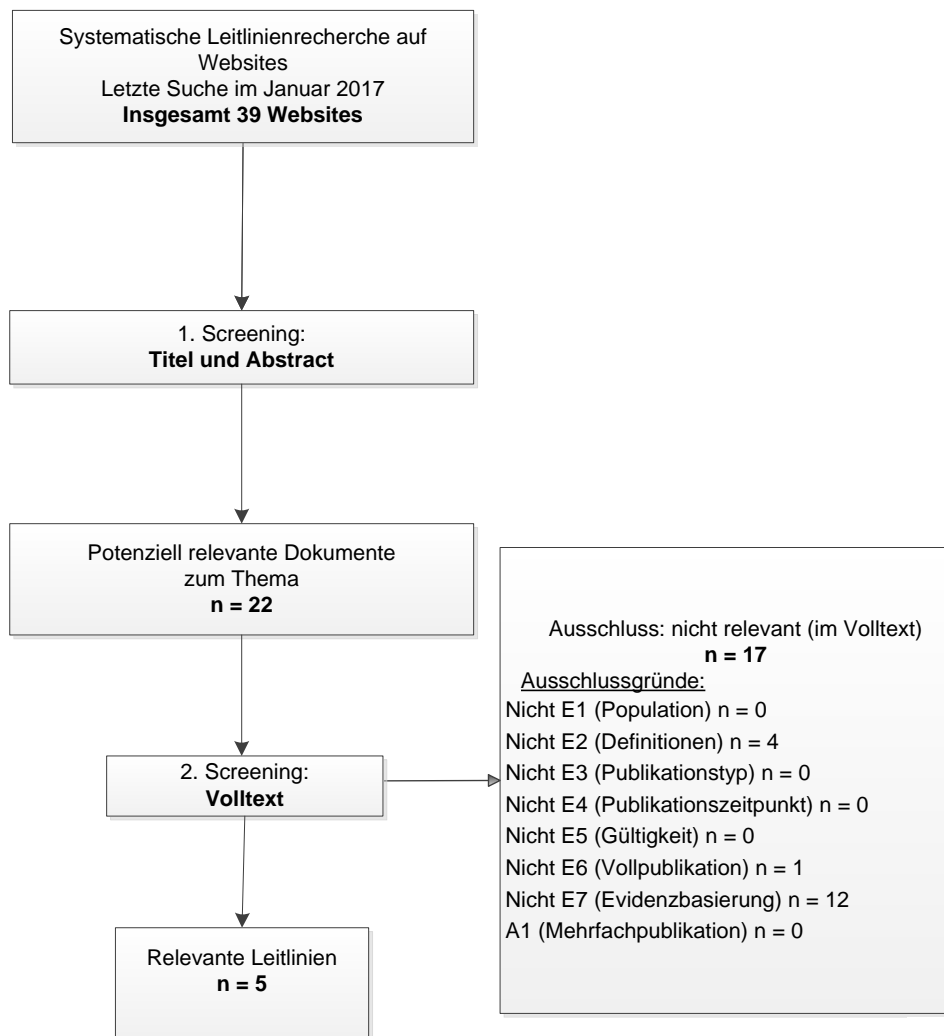 Systematische Leitlinienrecherche auf
Websites
Letzte Suche im Januar 2017
Insgesamt 39 Websites
1. Screening:
Titel und Abstract
Potenziell relevante Dokumente
zum Thema
n = 22
2. Screening:
Volltext
Ausschluss: nicht relevant (im Volltext)
n = 17
Ausschlussgründe:
Nicht E1 (Population) n = 0
Nicht E2 (Definitionen) n = 4
Nicht E3 (Publikationstyp) n = 0
Nicht E4 (Publikationszeitpunkt) n = 0
Nicht E5 (Gültigkeit) n = 0
Nicht E6 (Vollpublikation) n = 1
Nicht E7 (Evidenzbasierung) n = 12
A1 (Mehrfachpublikation) n = 0
Relevante Leitlinien
n = 5